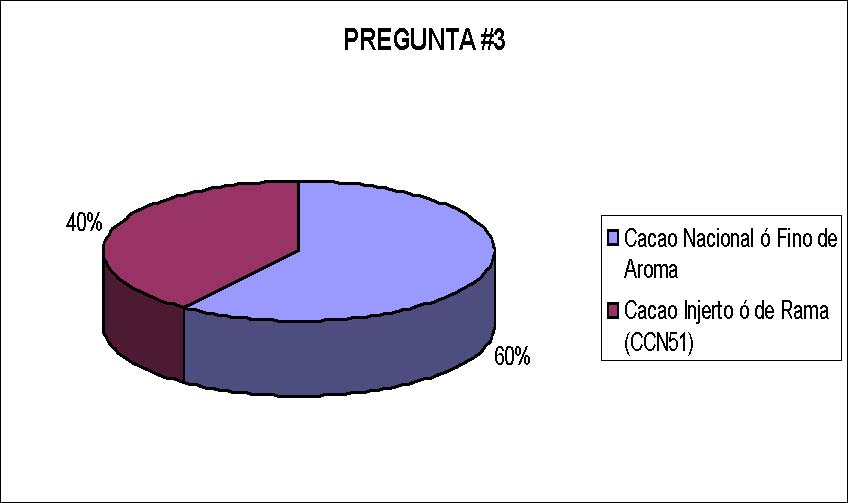 PREGUNTA #3
40%
60%
Cacao Nacional ó Fino de
Aroma
Cacao Injerto ó de Rama
(CCN51)